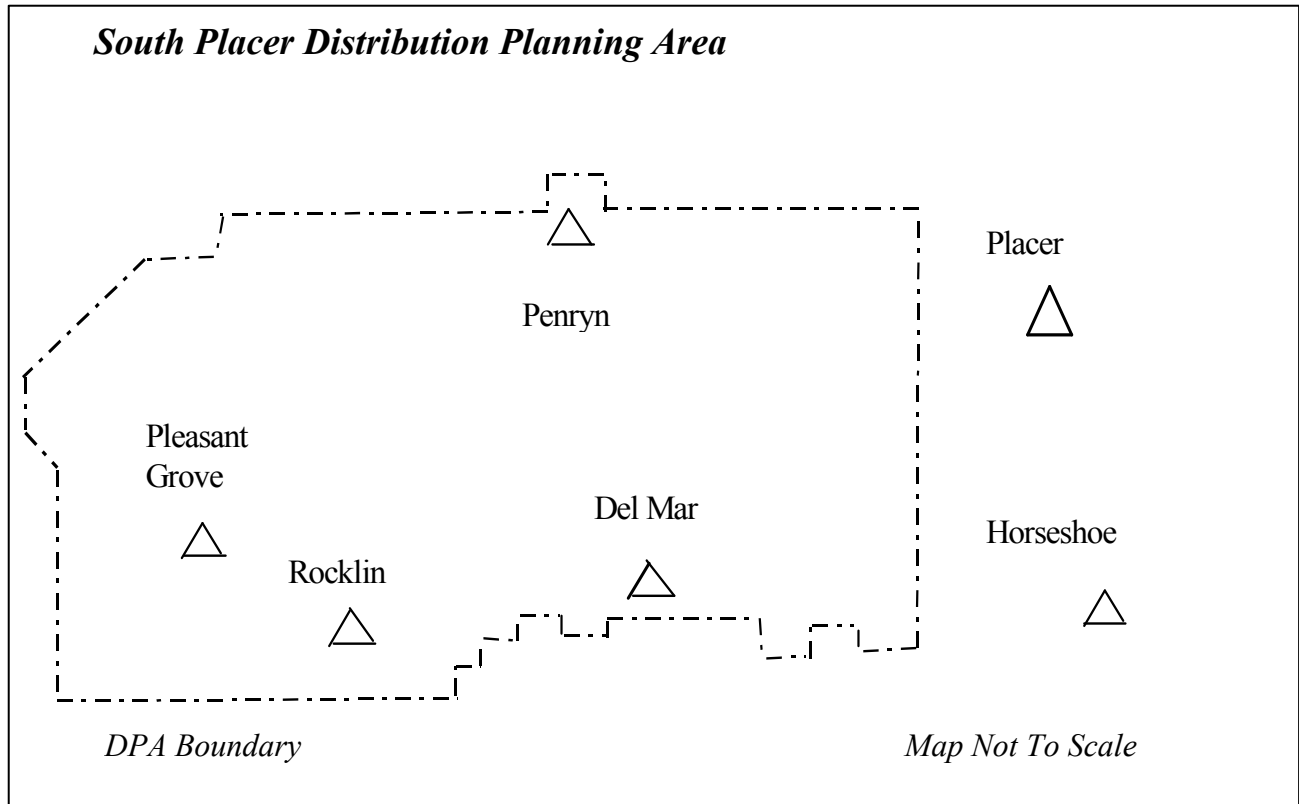 South Placer Distribution Planning Area
Placer
Penryn
Pleasant
Grove
Del Mar
Horseshoe
Rocklin
DPA Boundary
Map Not To Scale